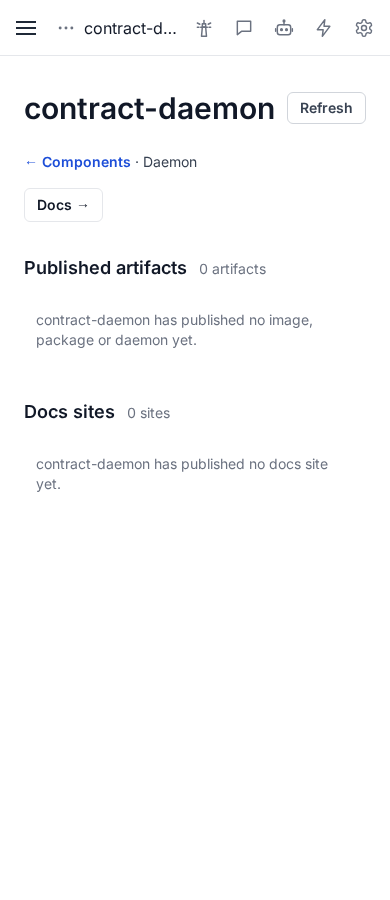 contract-d...
contract-daemon
Refresh
← Components · Daemon
Docs →
Published artifacts 0 artifacts
contract-daemon has published no image,
package or daemon yet.
Docs sites 0 sites
contract-daemon has published no docs site
yet.